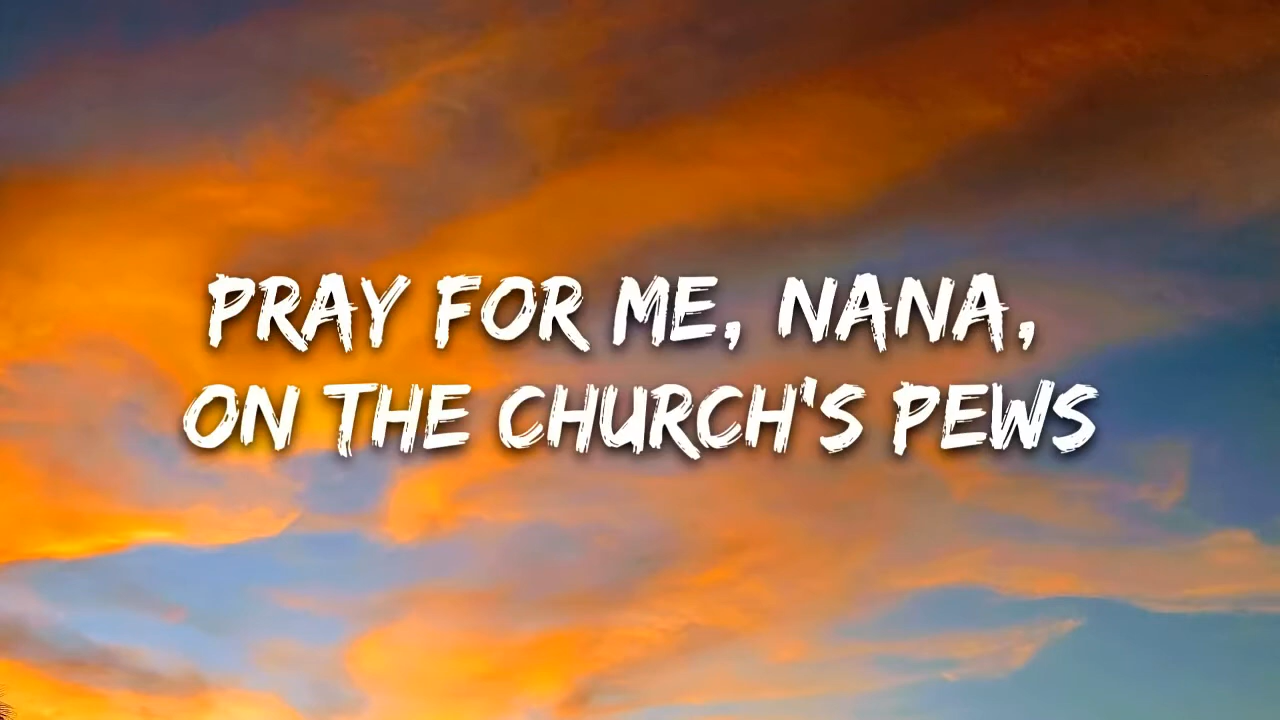 PRAY FOR ME, NANA,
ON THE CHURCH'S PEWS